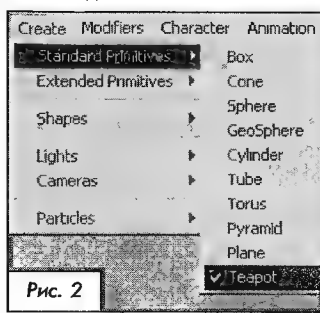 Create Modifiers Character Animation
Standard Primitives
Extended Primitives
Shapes
Lights
Cameras
Particles
Box
Cone
Sphere
GeoSphere
Cylinder
Tube
Torus
Pyramid
Plane
Teapot
Рис. 2